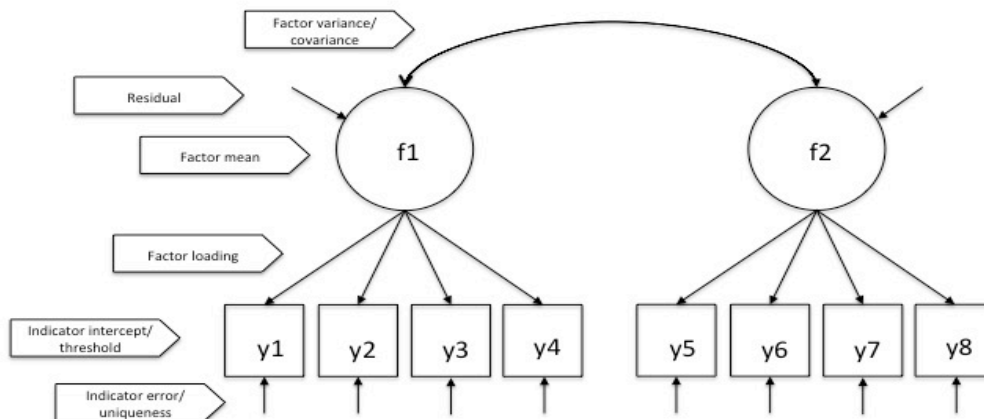 Factor variance/
covariance
Residual
Factor mean
f1
f2
Factor loading
Indicator intercept/
threshold
y1 y2 y3 y4 y5 y6 y7 y8
Indicator error/
uniqueness